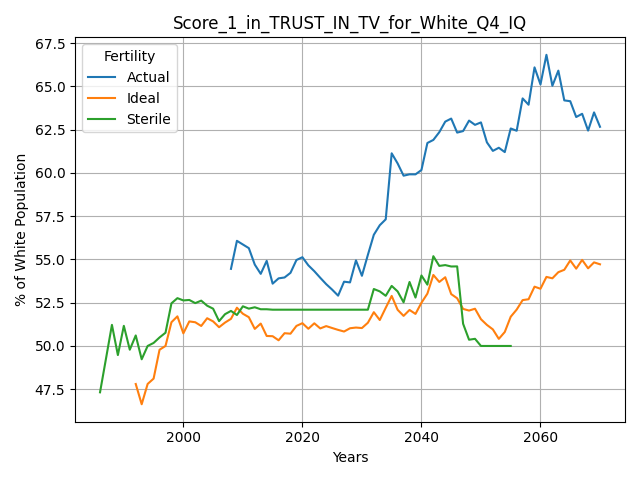 Score_1_in_TRUST_IN_TV_for_White_Q4_IQ
Fertility
Actual
Ideal
Sterile
% of White Population
67.5
65.0
62.5
60.0
57.5
55.0
52.5
50.0
47.5
2000
2020
2040
2060
Years